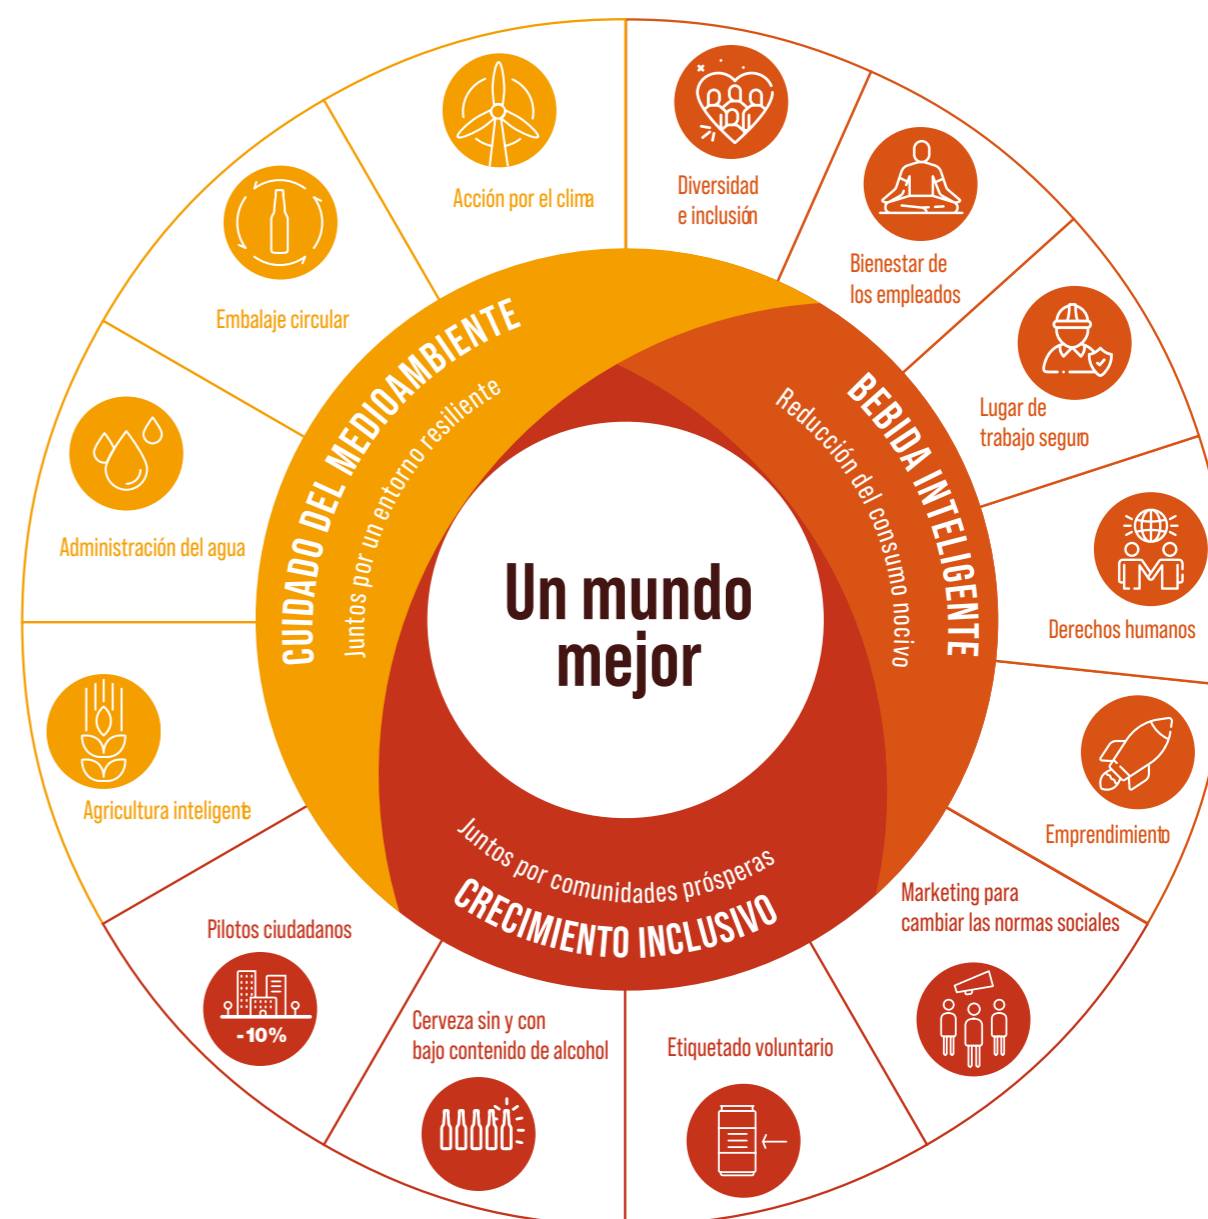 Acción por el clima
Diversidad
e inclusión
Bienestar de
los empleados
Lugar de
trabajo seguro
Derechos humanos
Emprendimiento
Marketing para
cambiar las normas sociales
Etiquetado voluntario
Cerveza sin y con
bajo contenido de alcohol
Pilotos ciudadanos
-10%
Agricultura inteligente
Administración del agua
Embalaje circular
CUIDADO DEL MEDIOAMBIENTE
Juntos por un entorno resiliente
BEBIDA INTELIGENTE
Reducción del consumo nocivo
Juntos por comunidades prósperas
CRECIMIENTO INCLUSIVO
Un mundo
mejor